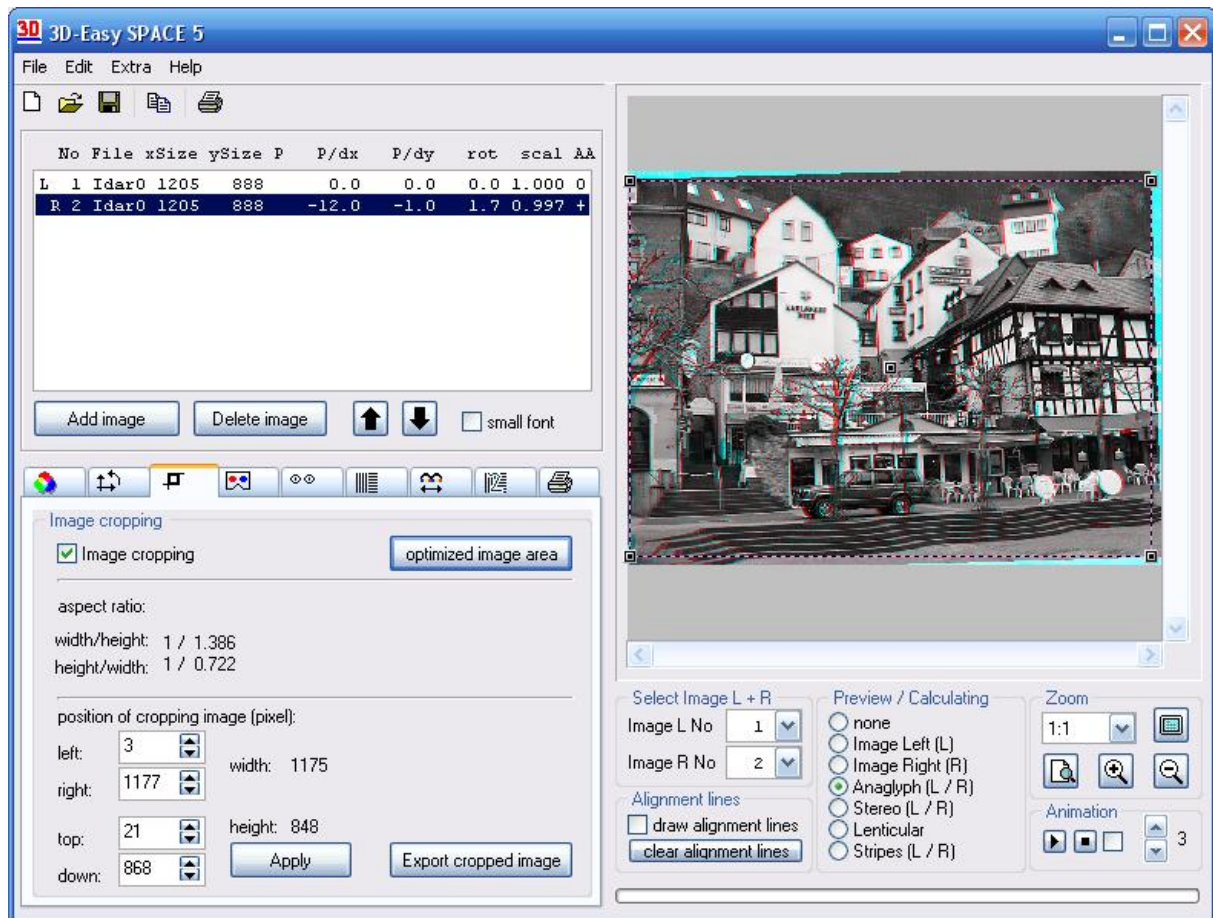 3D 3D-Easy SPACE 5
File Edit Extra Help
No File xSize ySize P P/dx P/dy rot scal AA
L 1 Idar0 1205 888 0.0 0.0 0.0 1.000 0
R 2 Idar0 1205 888 -12.0 -1.0 1.7 0.997 +
Add image
Delete image
small font
Image cropping
Image cropping
optimized image area
aspect ratio:
width/height: 1 / 1.386
height/width: 1 / 0.722
position of cropping image (pixel):
left: 3
width: 1175
right: 1177
top: 21
height: 848
down: 868
Apply
Export cropped image
Select Image L + R
Image L No 1
Image R No 2
Alignment lines
draw alignment lines
clear alignment lines
Preview / Calculating
none
Image Left (L)
Image Right (R)
Anaglyph (L / R)
Stereo (L / R)
Lenticular
Stripes (L / R)
Zoom
1:1
Animation
3